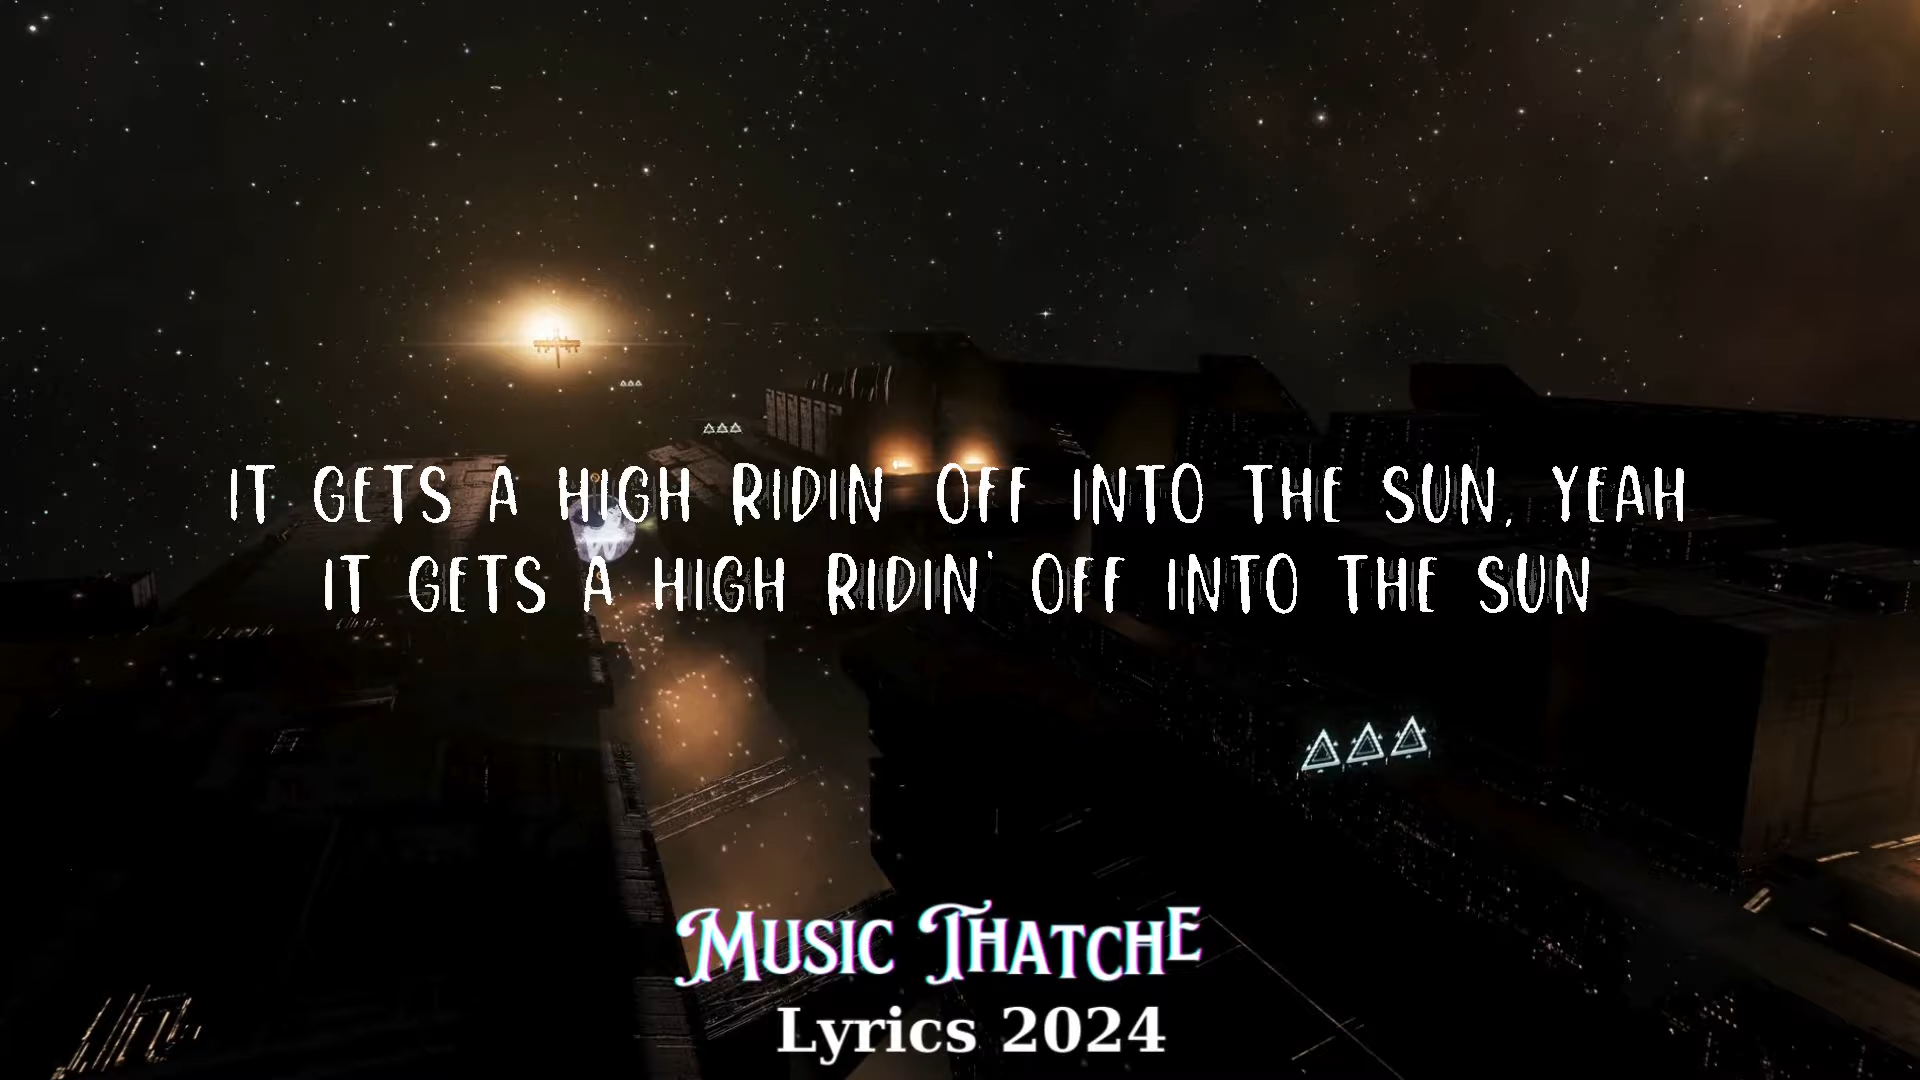 IT GETS A HIGH RIDIN OFF INTO THE SUN, YEAH
IT GETS A HIGH RIDIN' OFF INTO THE SUN
MUSIC THATCHE
Lyrics 2024